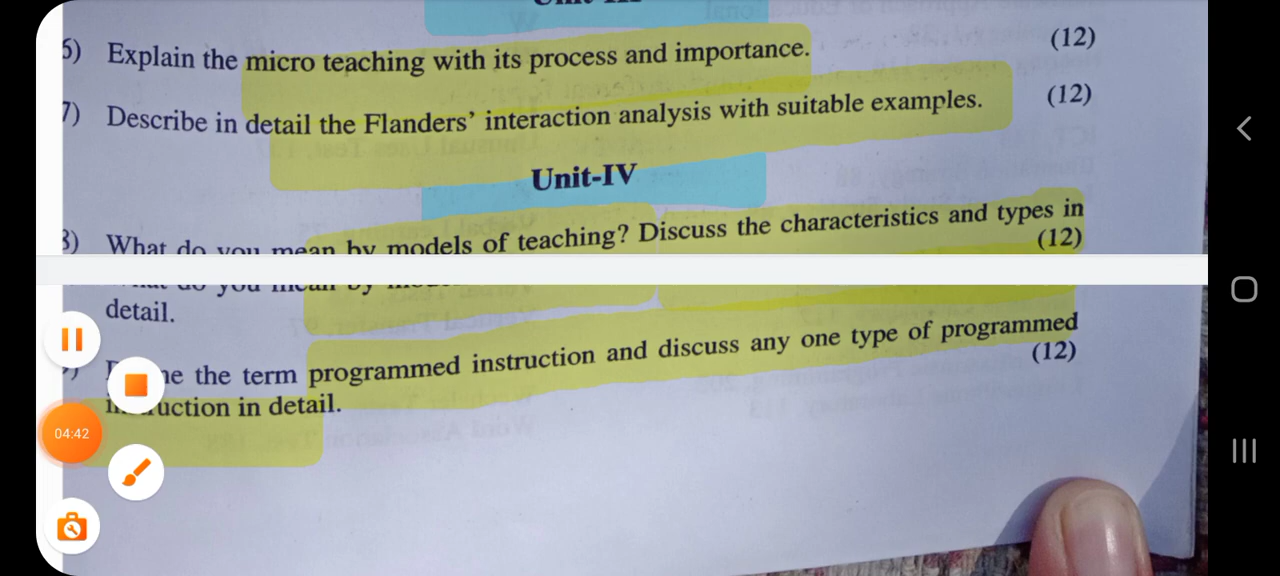 Explain the micro teaching with its process and importance. (12)
7) Describe in detail the Flanders' interaction analysis with suitable examples. (12)
Unit-IV
What do you mean by models of teaching? Discuss the characteristics and types in
(12)
detail.
the term programmed instruction and discuss any one type of programmed
(12)
in detail.
04:42